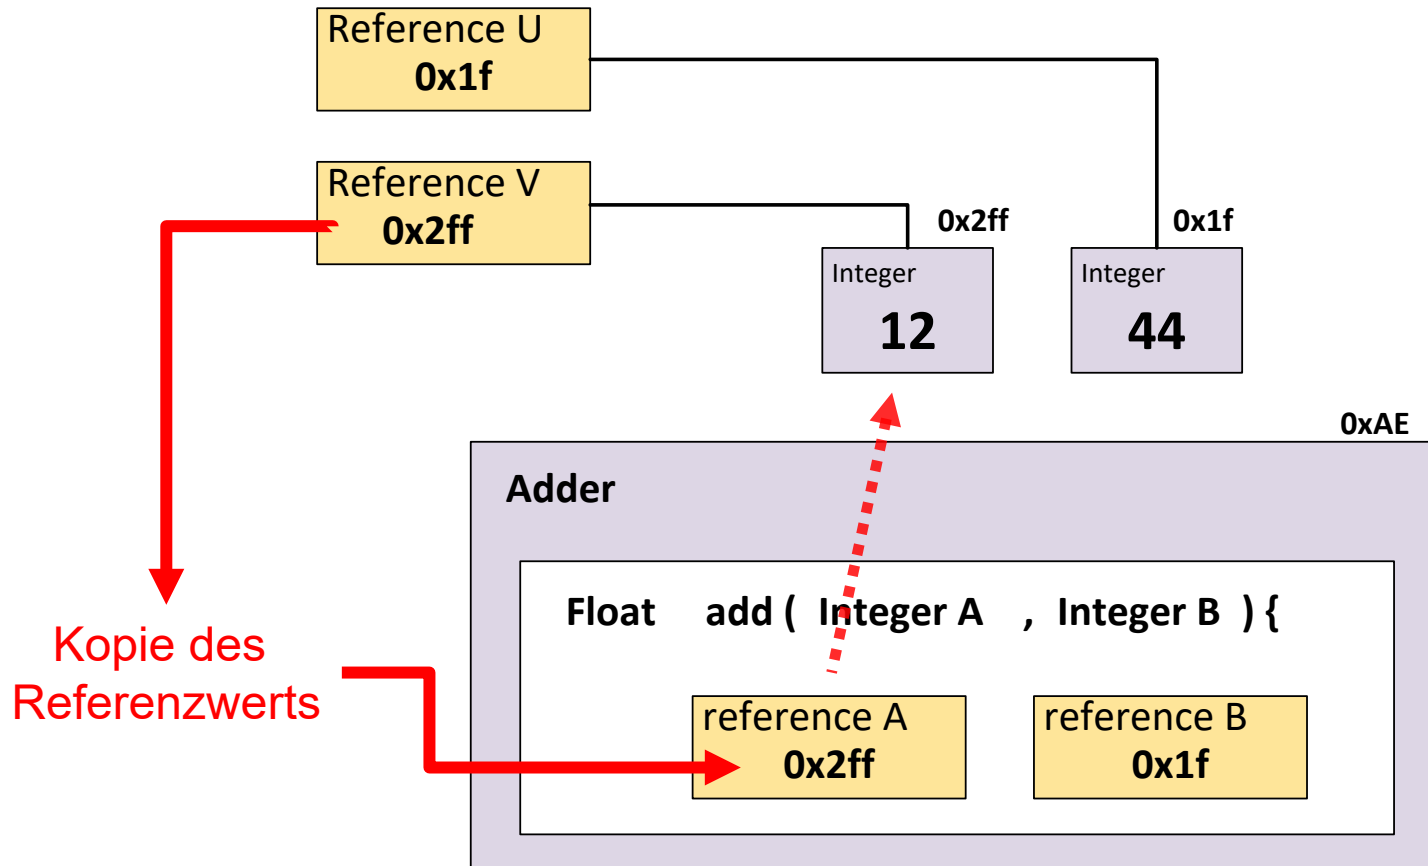 Reference U
0x1f
Reference V
0x2ff
0x2ff
0x1f
Integer
12
Integer
44
0xAE
Adder
Float add ( Integer A , Integer B ) {
Kopie des
Referenzwerts
reference A
0x2ff
reference B
0x1f